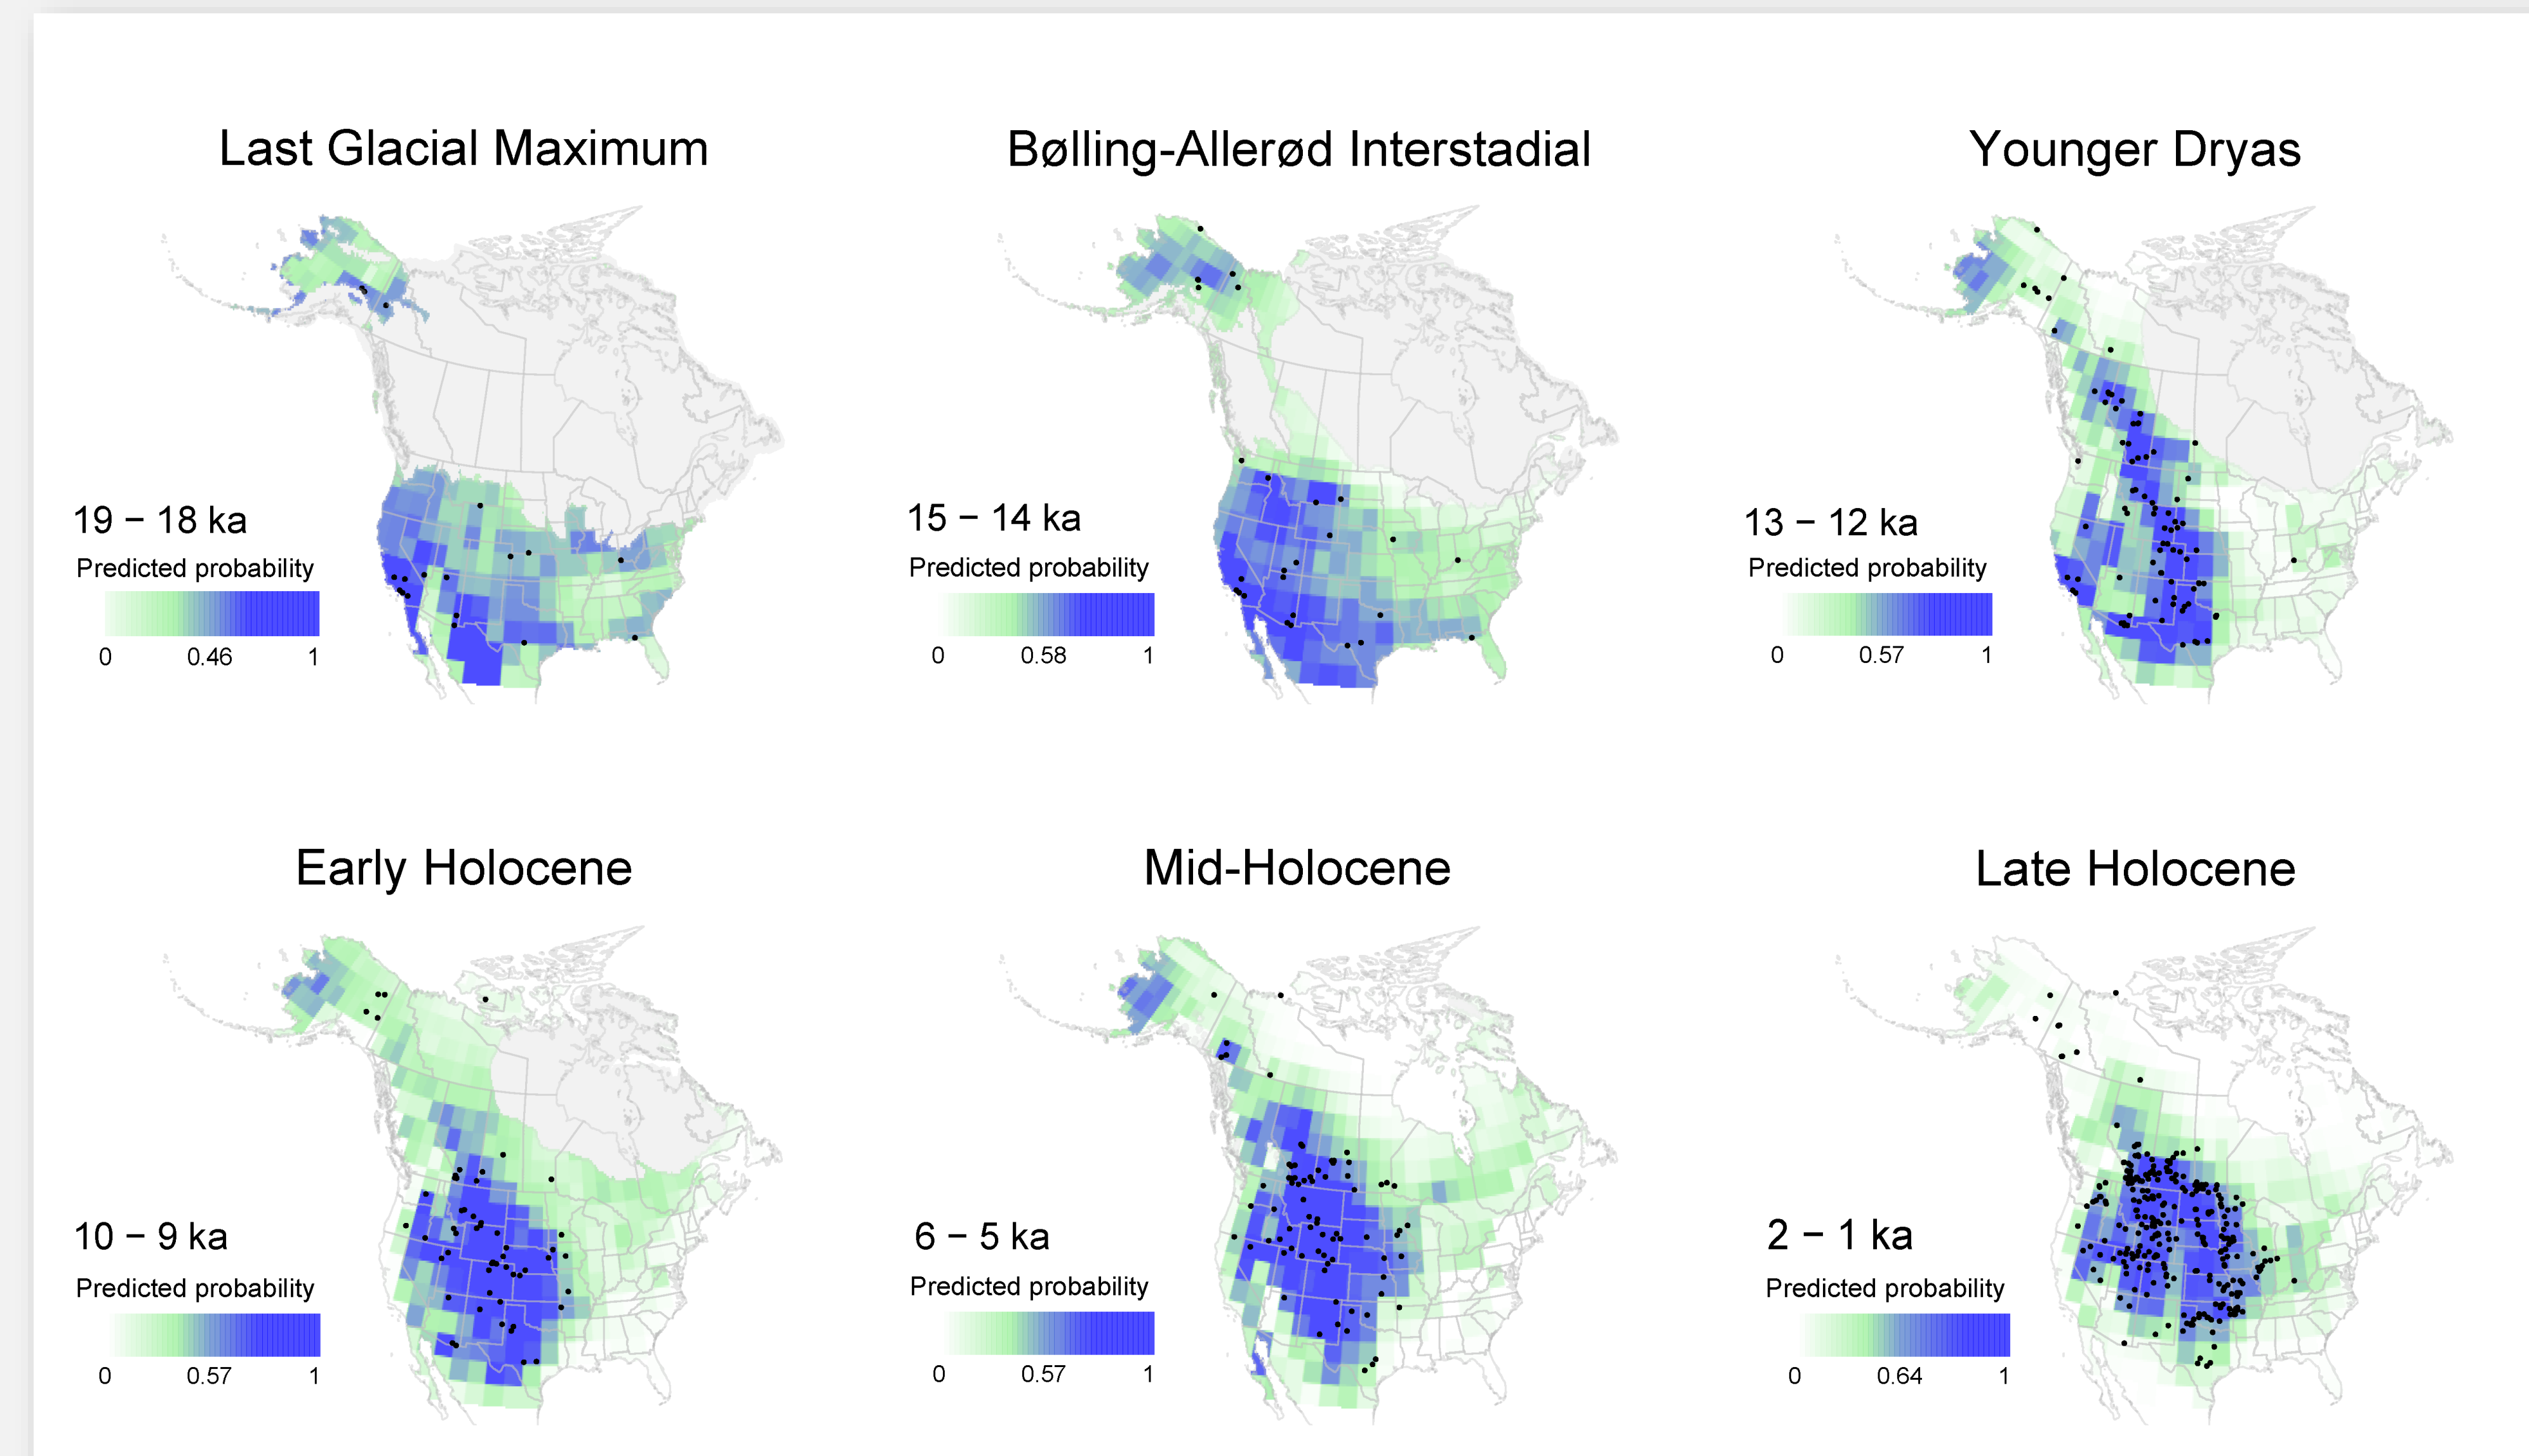 Last Glacial Maximum
Bølling-Allerød Interstadial
Younger Dryas
19 − 18 ka
Predicted probability
0 0.46 1
15 − 14 ka
Predicted probability
0 0.58 1
13 − 12 ka
Predicted probability
0 0.57 1
Early Holocene
Mid-Holocene
Late Holocene
10 − 9 ka
Predicted probability
0 0.57 1
6 − 5 ka
Predicted probability
0 0.57 1
2 − 1 ka
Predicted probability
0 0.64 1